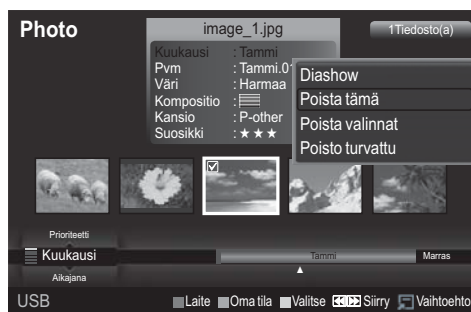 Photo
image_1.jpg
1Tiedosto(a)
Kuukausi : Tammi
Pvm : Tammi.01
Väri : Harmaa
Kompositio :
Kansio : P-other
Suosikki : ★ ★ ★
Diashow
Poista tämä
Poista valinnat
Poisto turvattu
Prioriteetti
Kuukausi
Tammi
Marras
Aikajana
USB
Laite
Oma tila
Valitse
Siirry
Vaihtoehto